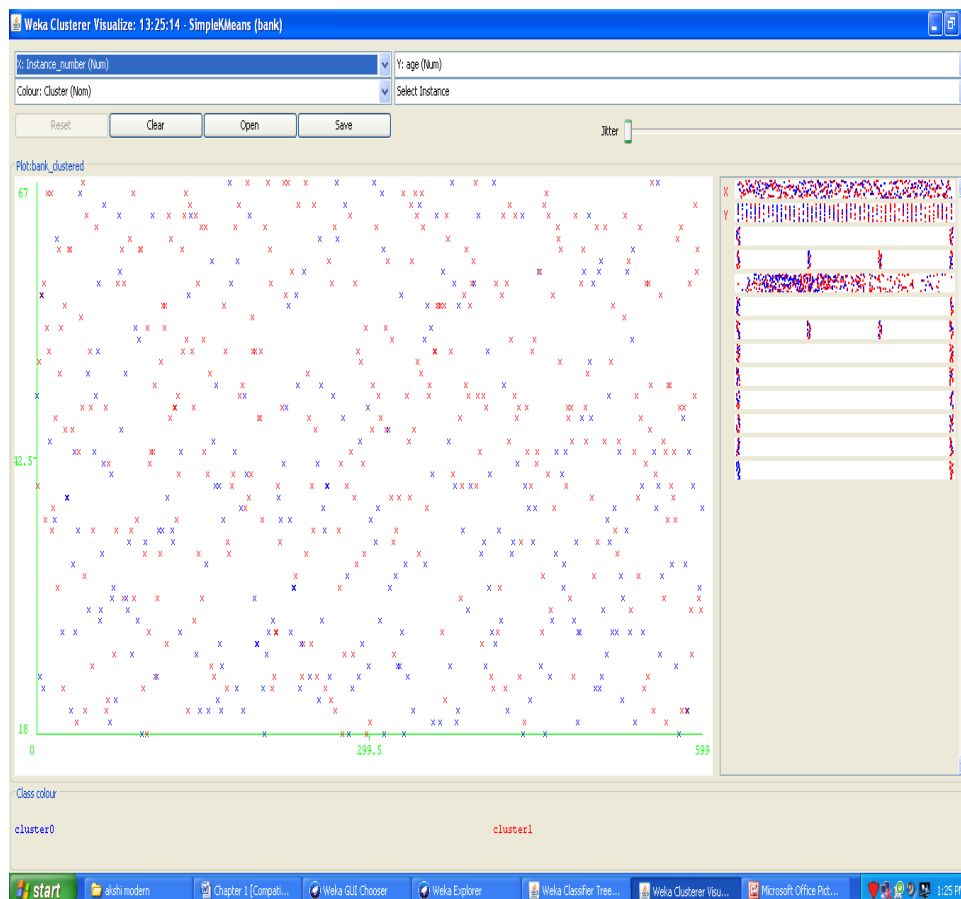 Weka Clusterer Visualize: 13:25:14 - SimpleKMeans (bank)
X: Instance_number (Num)
Y: age (Num)
Colour: Cluster (Nom)
Select Instance
Reset Clear Open Save
Jitter
Plot:bank_clustered
67
42.5
18
0 299.5 599
X
Y
Class colour
cluster0 cluster1
start akshi modern Chapter 1 [Compati... Weka GUI Chooser Weka Explorer Weka Classifier Tree... Weka Clusterer Visu... Microsoft Office Pict... 1:25 PM